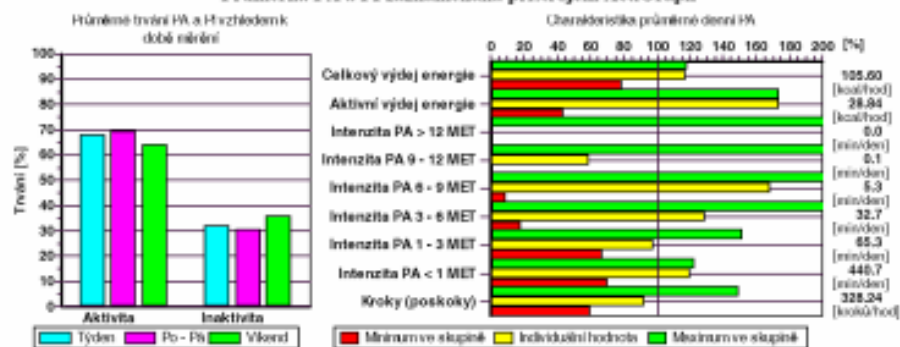 Průměrné trvání PA a PI vzhledem k
době měření
Trvání [%]
100
90
80
70
60
50
40
30
20
10
0
Aktivita Inaktivita
Týden Po - Pá Víkend
Charakteristika průměrné denní PA
0 20 40 60 80 100 120 140 160 180 200 [%]
Celkový výdej energie 105.60
[kcal/hod]
Aktivní výdej energie 28.84
[kcal/hod]
Intenzita PA > 12 MET 0.0
[min/den]
Intenzita PA 9 - 12 MET 0.1
[min/den]
Intenzita PA 6 - 9 MET 5.3
[min/den]
Intenzita PA 3 - 6 MET 32.7
[min/den]
Intenzita PA 1 - 3 MET 65.3
[min/den]
Intenzita PA < 1 MET 440.7
[min/den]
Kroky (poskoky) 328.24
[kroků/hod]
Minimum ve skupině Individuální hodnota Maximum ve skupině